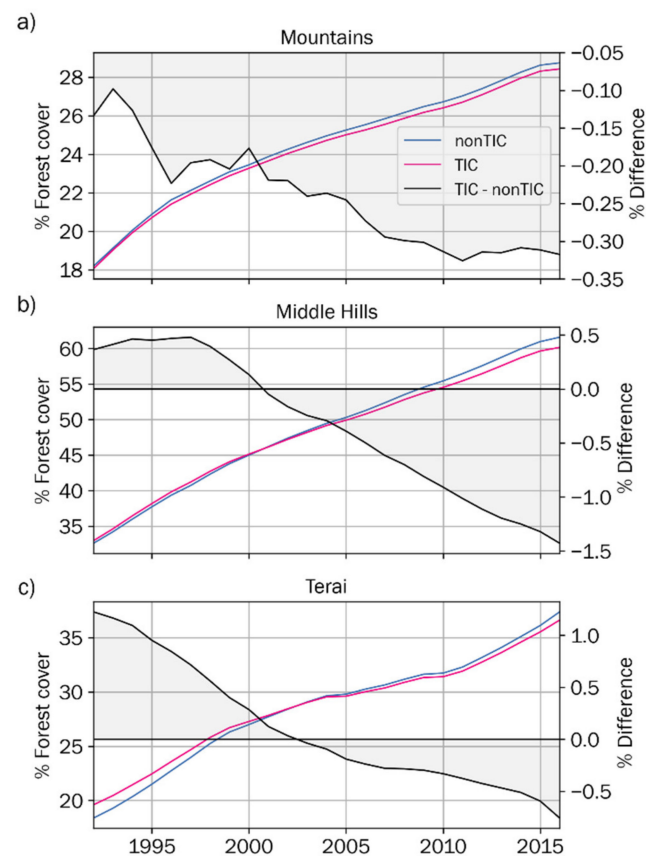 a)
Mountains
% Forest cover
28
26
24
22
20
18
nonTIC
TIC
TIC - nonTIC
−0.05
−0.10
−0.15
−0.20
−0.25
−0.30
−0.35
% Difference
b)
Middle Hills
% Forest cover
60
55
50
45
40
35
0.5
0.0
−0.5
−1.0
−1.5
% Difference
c)
Terai
% Forest cover
35
30
25
20
1.0
0.5
0.0
−0.5
% Difference
1995 2000 2005 2010 2015